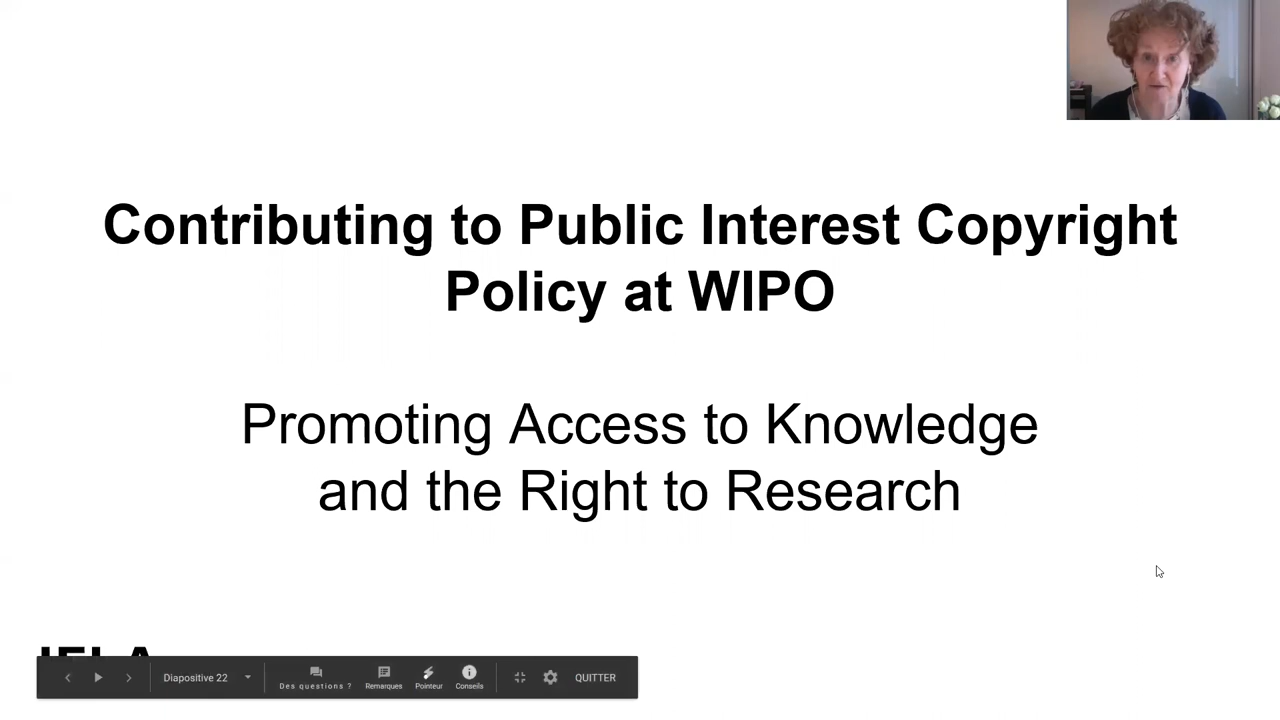 Contributing to Public Interest Copyright
Policy at WIPO
Promoting Access to Knowledge
and the Right to Research
Diapositive 22
Des questions ?
Remarques
Pointeur
Conseils
QUITTER